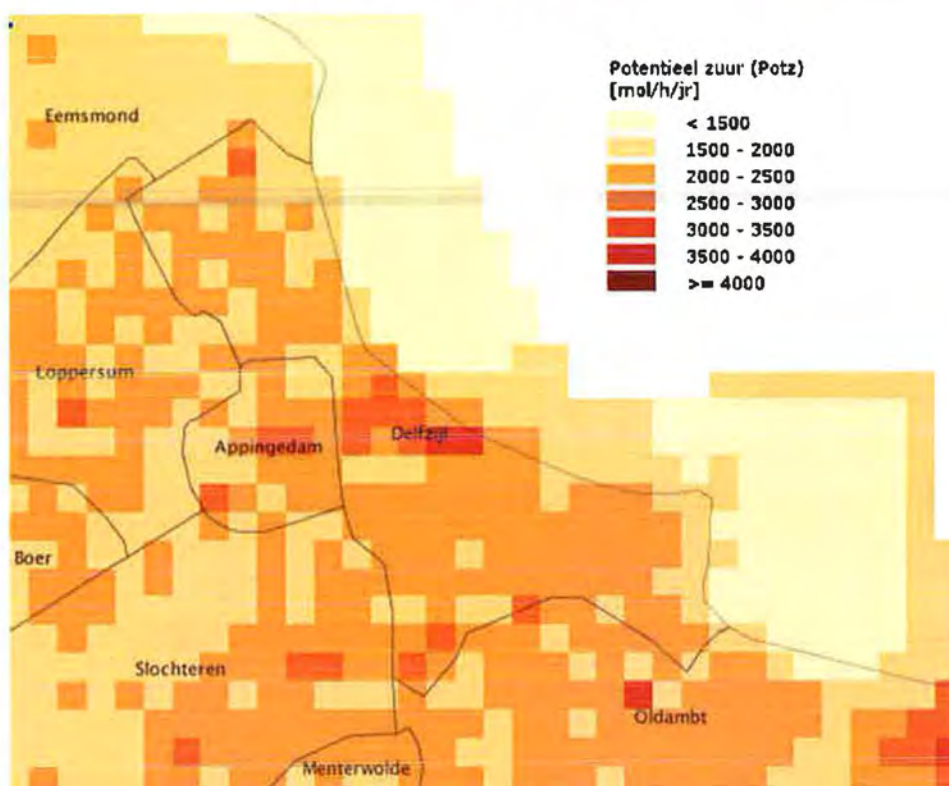 Potentieel zuur (Potz)
[mol/h/jr]
< 1500
1500 - 2000
2000 - 2500
2500 - 3000
3000 - 3500
3500 - 4000
>= 4000
Eemsmond
Loppersum
Appingedam
Delfzijl
Boer
Slochteren
Oldambt
Menterwolde